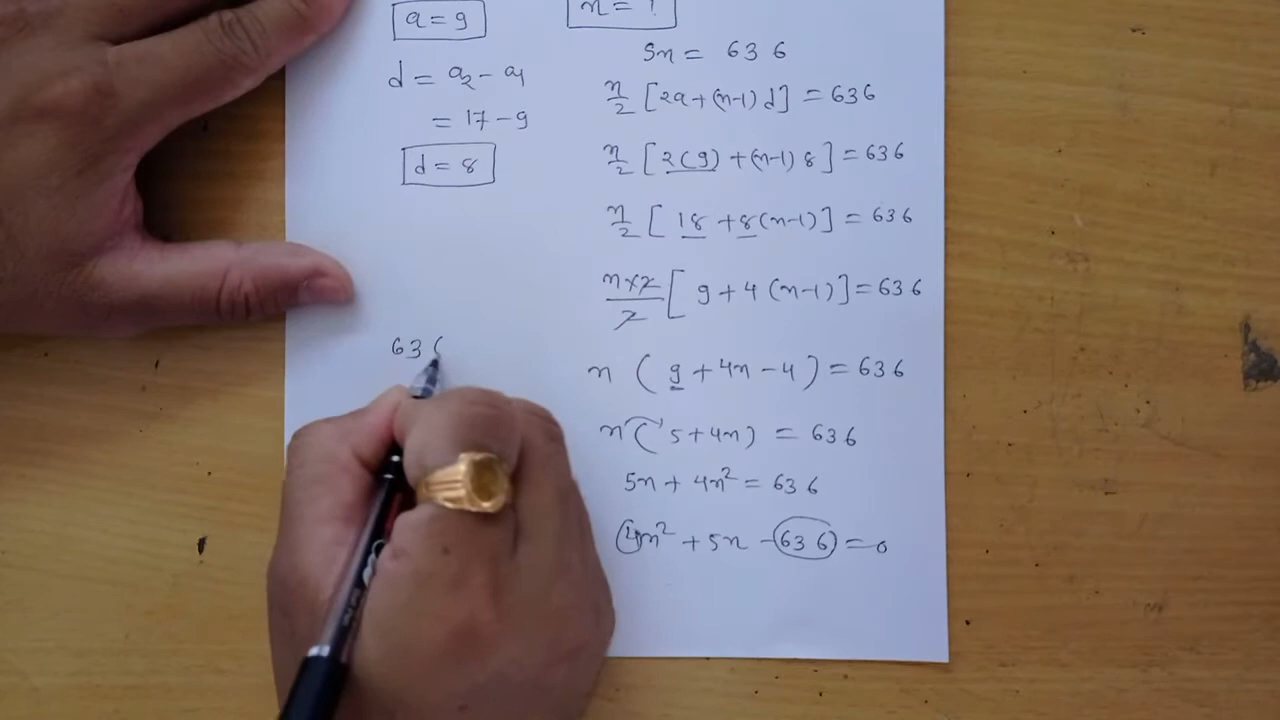 a = 9
n = ?
d = a₂ - a₁
= 17 - 9
d = 8
Sn = 636
n/2 [2a + (n-1) d] = 636
n/2 [2(9) + (n-1) 8] = 636
n/2 [18 + 8(n-1)] = 636
n×2/2 [9 + 4 (n-1)] = 636
n (9 + 4n - 4) = 636
n (5 + 4n) = 636
5n + 4n² = 636
4n² + 5n - 636 = 0
636